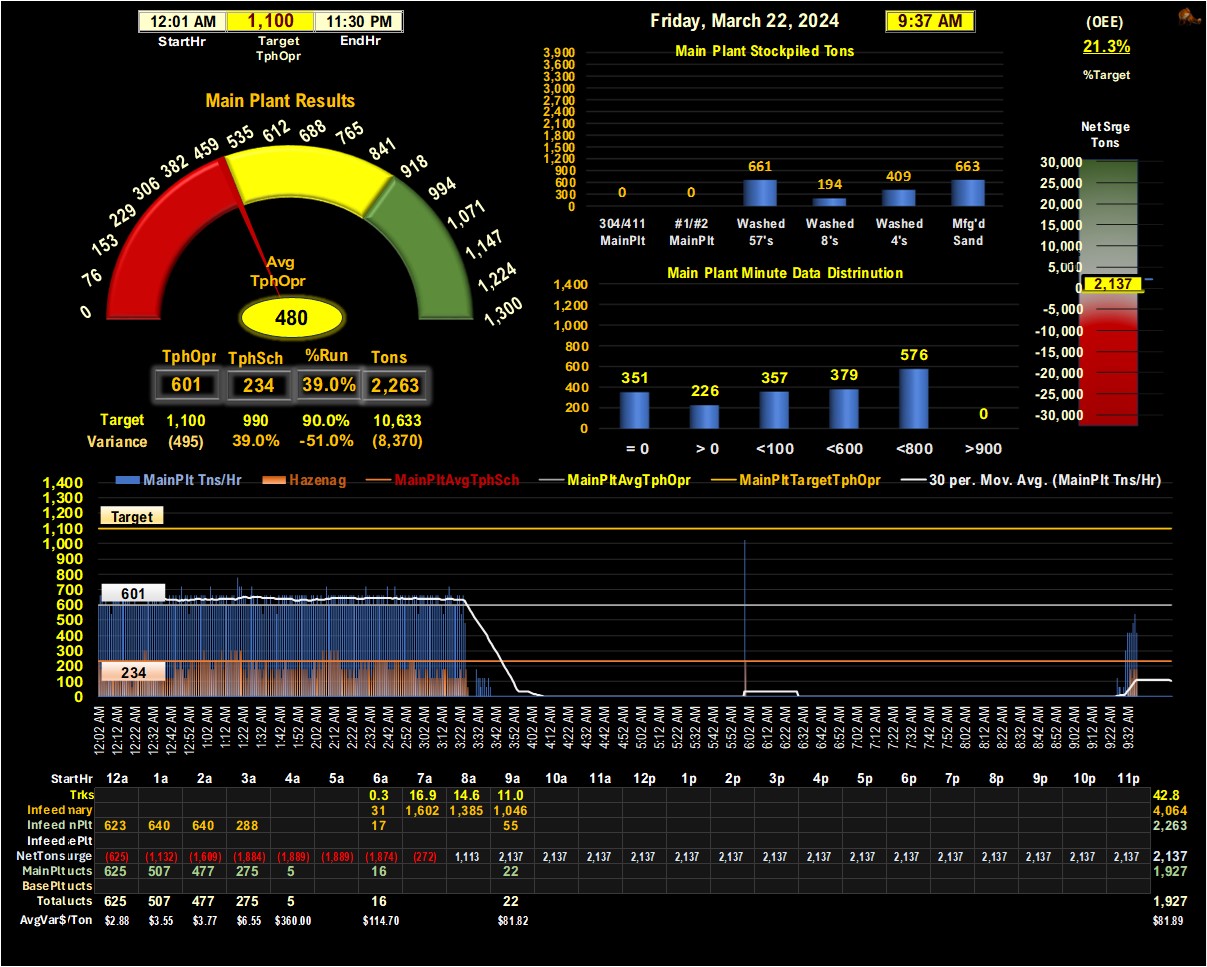 12:01 AM 1,100 11:30 PM
StartHr Target TphOpr EndHr
Friday, March 22, 2024 9:37 AM
(OEE)
21.3%
%Target
Main Plant Results
0 76 153 229 306 382 459 535 612 688 765 841 918 994 1,071 1,147 1,224 1,300
Avg
TphOpr
480
TphOpr TphSch %Run Tons
601 234 39.0% 2,263
Target 1,100 990 90.0% 10,633
Variance (495) 39.0% -51.0% (8,370)
Main Plant Stockpiled Tons
3,900
3,600
3,300
3,000
2,700
2,400
2,100
1,800
1,500
1,200
900
600
300
0
0 0 661 194 409 663
304/411 #1/#2 Washed Washed Washed Mfg'd
MainPlt MainPlt 57's 8's 4's Sand
Main Plant Minute Data Distrinution
1,400
1,200
1,000
800
600
400
200
0
351 226 357 379 576 0
= 0 > 0 <100 <600 <800 >900
Net Srge
Tons
30,000
25,000
20,000
15,000
10,000
5,000
0
2,137
-5,000
-10,000
-15,000
-20,000
-25,000
-30,000
MainPlt Tns/Hr Hazenag MainPltAvgTphSch MainPltAvgTphOpr MainPltTargetTphOpr 30 per. Mov. Avg. (MainPlt Tns/Hr)
1,400
1,300
1,200
1,100
1,000
900
800
700
600
500
400
300
200
100
0
Target
601
234
12:02 AM 12:12 AM 12:22 AM 12:32 AM 12:42 AM 12:52 AM 1:02 AM 1:12 AM 1:22 AM 1:32 AM 1:42 AM 1:52 AM 2:02 AM 2:12 AM 2:22 AM 2:32 AM 2:42 AM 2:52 AM 3:02 AM 3:12 AM 3:22 AM 3:32 AM 3:42 AM 3:52 AM 4:02 AM 4:12 AM 4:22 AM 4:32 AM 4:42 AM 4:52 AM 5:02 AM 5:12 AM 5:22 AM 5:32 AM 5:42 AM 5:52 AM 6:02 AM 6:12 AM 6:22 AM 6:32 AM 6:42 AM 6:52 AM 7:02 AM 7:12 AM 7:22 AM 7:32 AM 7:42 AM 7:52 AM 8:02 AM 8:12 AM 8:22 AM 8:32 AM 8:42 AM 8:52 AM 9:02 AM 9:12 AM 9:22 AM 9:32 AM
StartHr 12a 1a 2a 3a 4a 5a 6a 7a 8a 9a 10a 11a 12p 1p 2p 3p 4p 5p 6p 7p 8p 9p 10p 11p
Trks 0.3 16.9 14.6 11.0 42.8
Infeed nary 31 1,602 1,385 1,046 4,064
Infeed nPlt 623 640 640 288 17 55 2,263
Infeed ePlt
NetTons urge (625) (1,132) (1,609) (1,884) (1,889) (1,889) (1,874) (272) 1,113 2,137 2,137 2,137 2,137 2,137 2,137 2,137 2,137 2,137 2,137 2,137 2,137 2,137 2,137 2,137 2,137
MainPlt ucts 625 507 477 275 5 16 22 1,927
BasePlt ucts
Total ucts 625 507 477 275 5 16 22 1,927
AvgVar$/Ton $2.88 $3.55 $3.77 $6.55 $360.00 $114.70 $81.82 $81.89